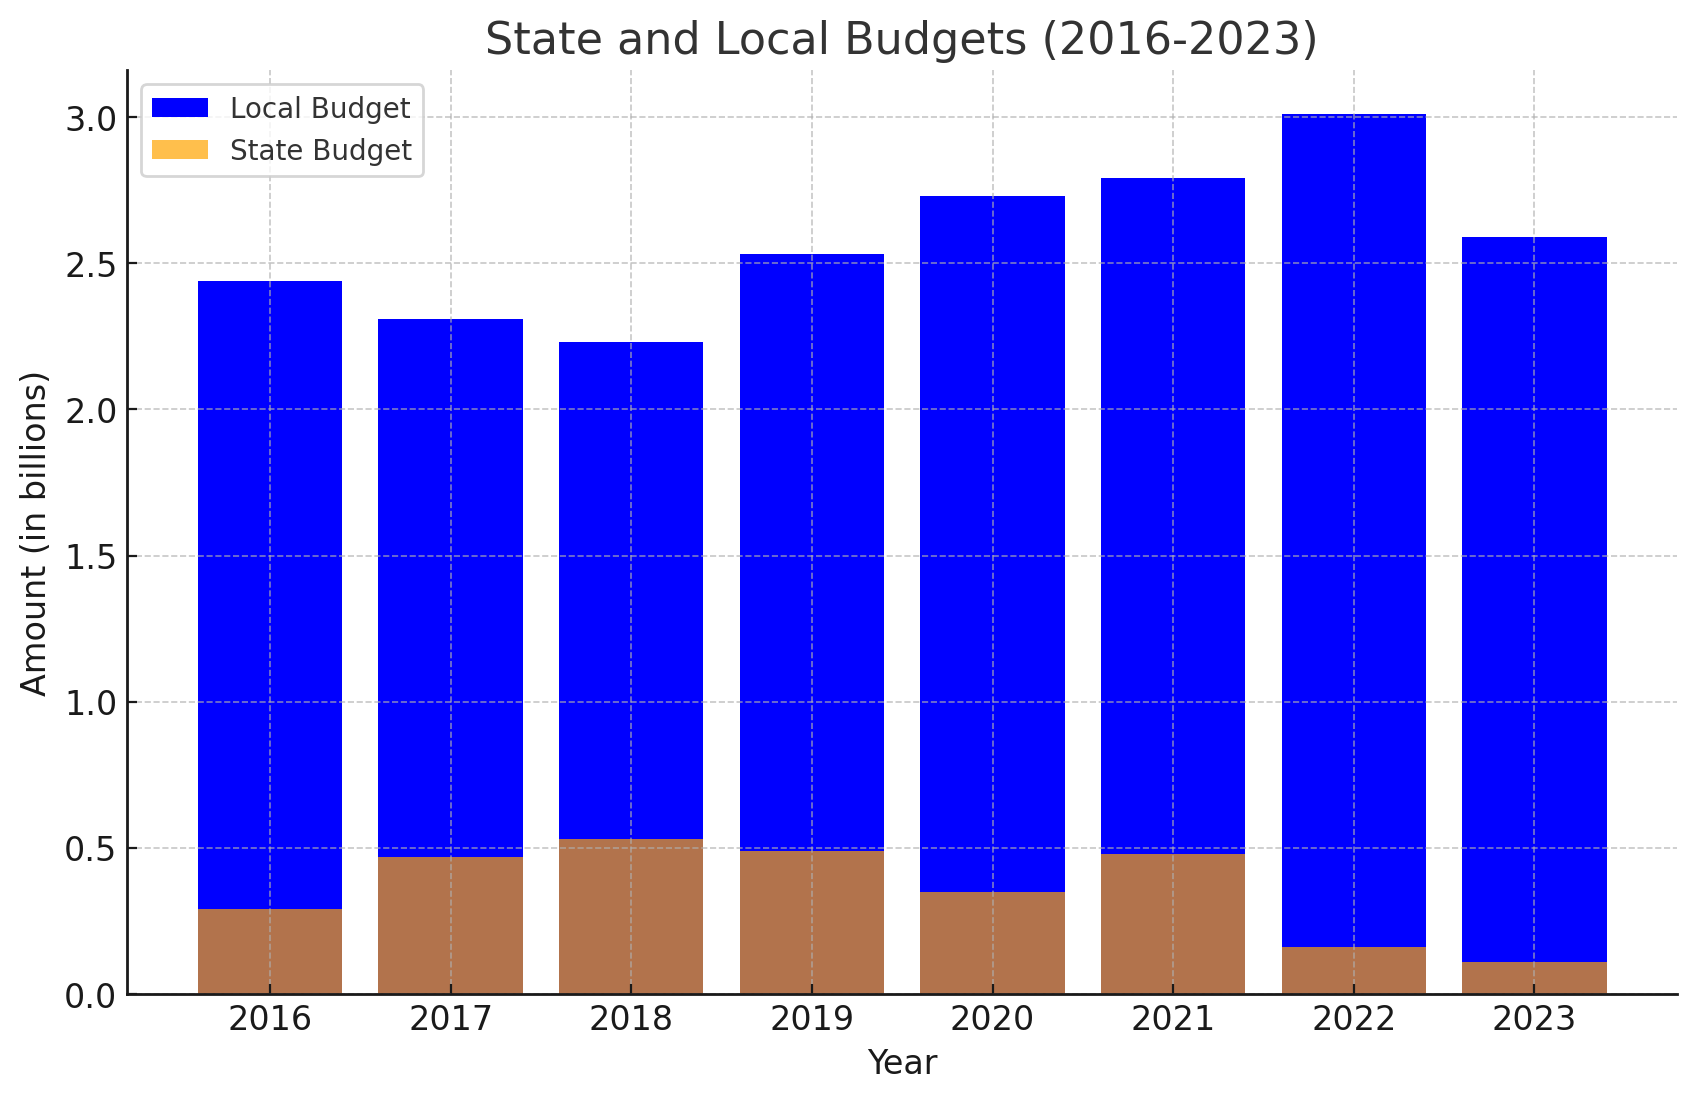 State and Local Budgets (2016-2023)
Local Budget
State Budget
Amount (in billions)
3.0
2.5
2.0
1.5
1.0
0.5
0.0
2016 2017 2018 2019 2020 2021 2022 2023
Year